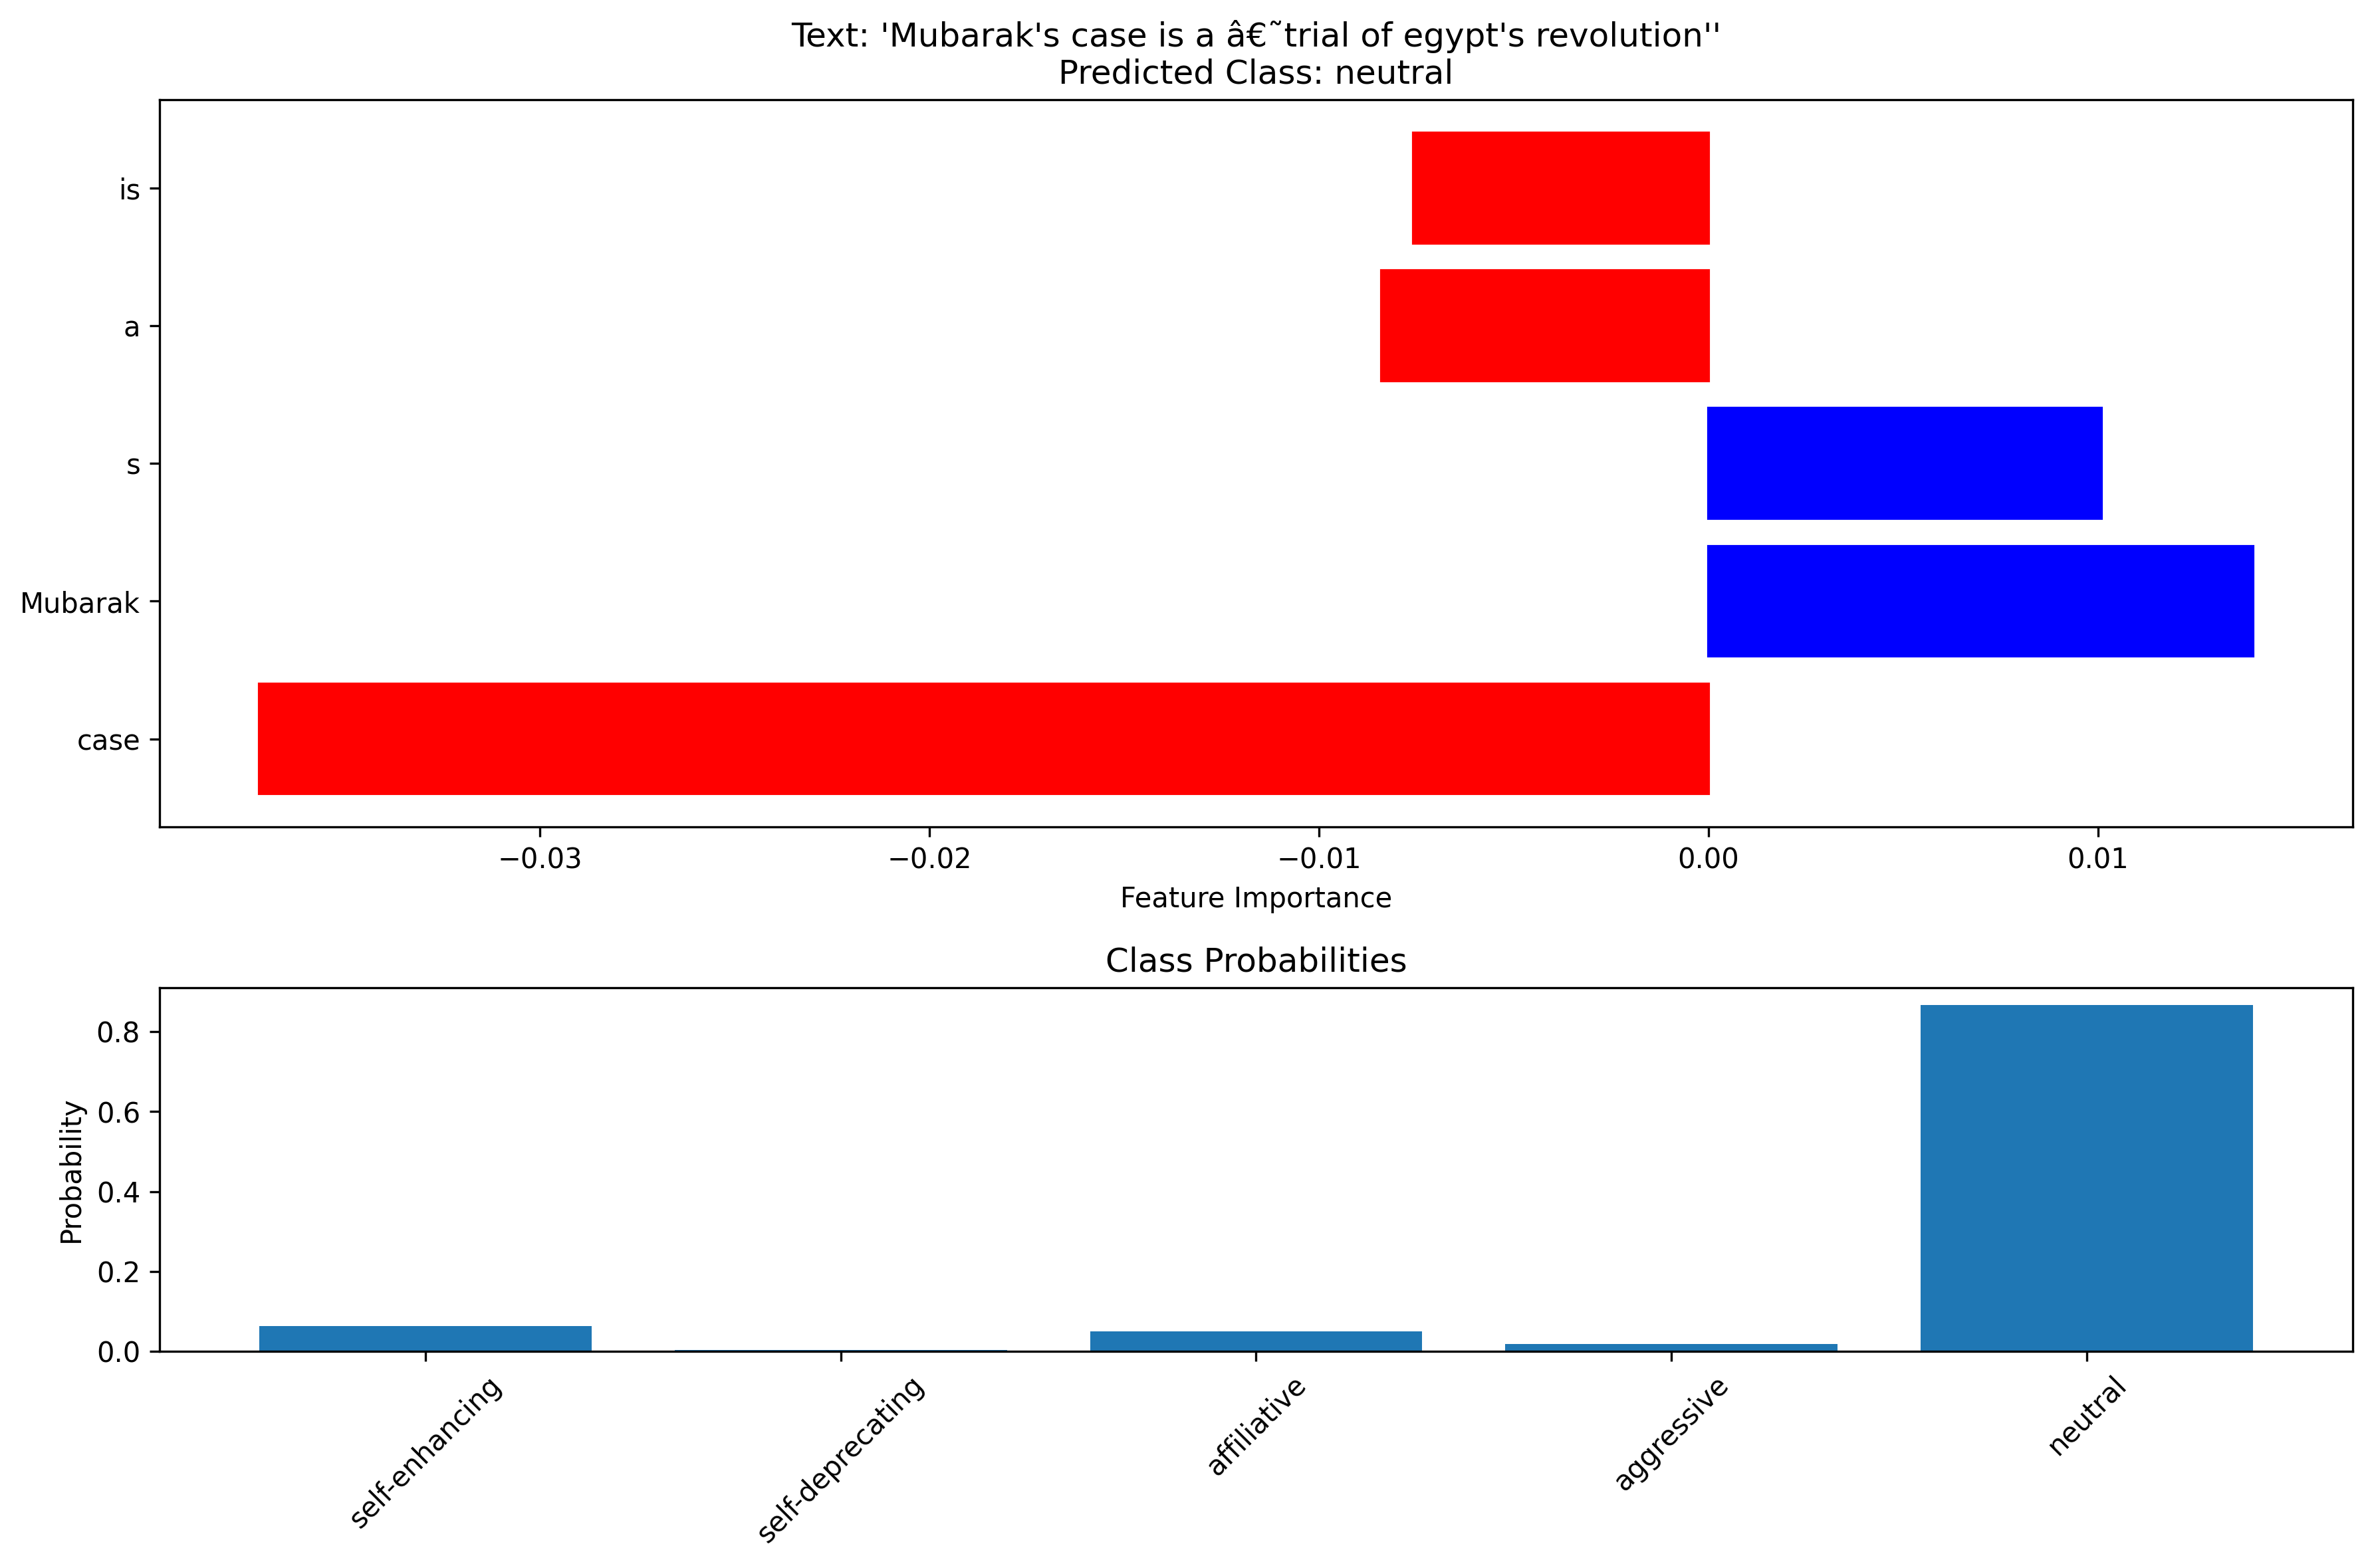 Text: 'Mubarak's case is a â€˜trial of egypt's revolution''
Predicted Class: neutral
is
a
s
Mubarak
case
−0.03 −0.02 −0.01 0.00 0.01
Feature Importance
Class Probabilities
Probability
0.8
0.6
0.4
0.2
0.0
self-enhancing
self-deprecating
affiliative
aggressive
neutral